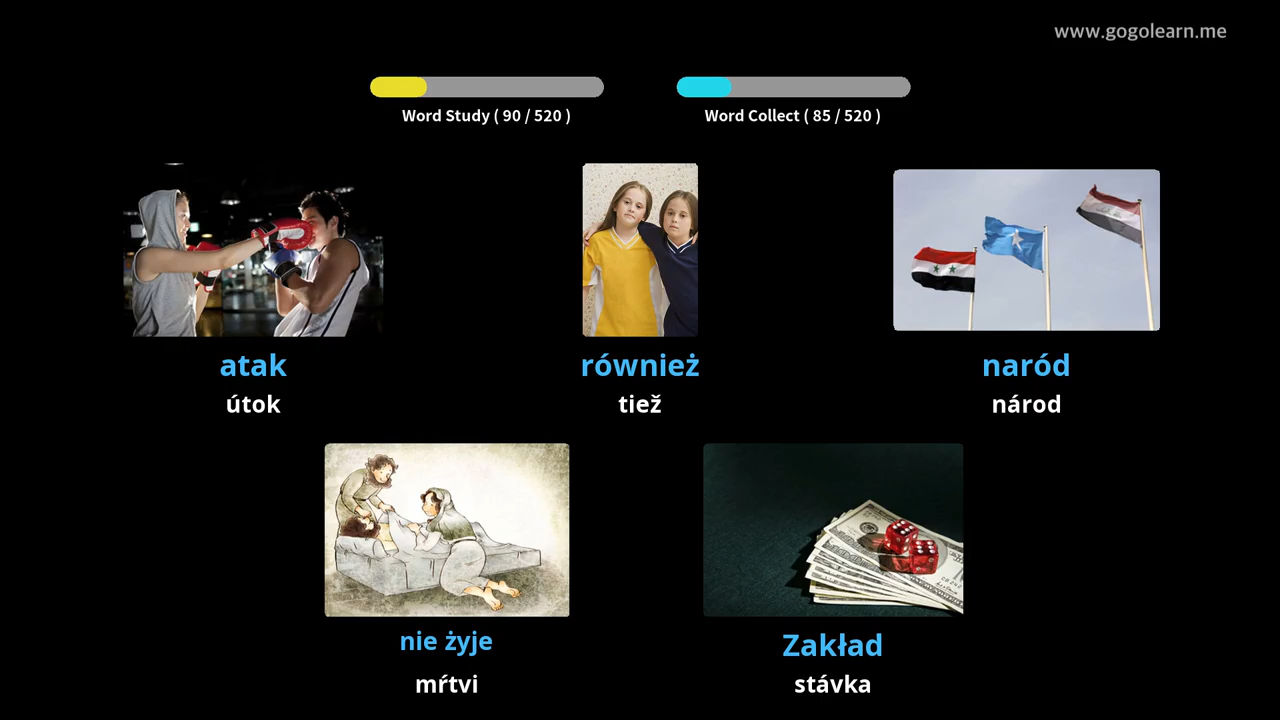 www.gogolearn.me
Word Study ( 90 / 520 )
Word Collect ( 85 / 520 )
atak
útok
również
tiež
naród
národ
nie żyje
mŕtvi
Zakład
stávka